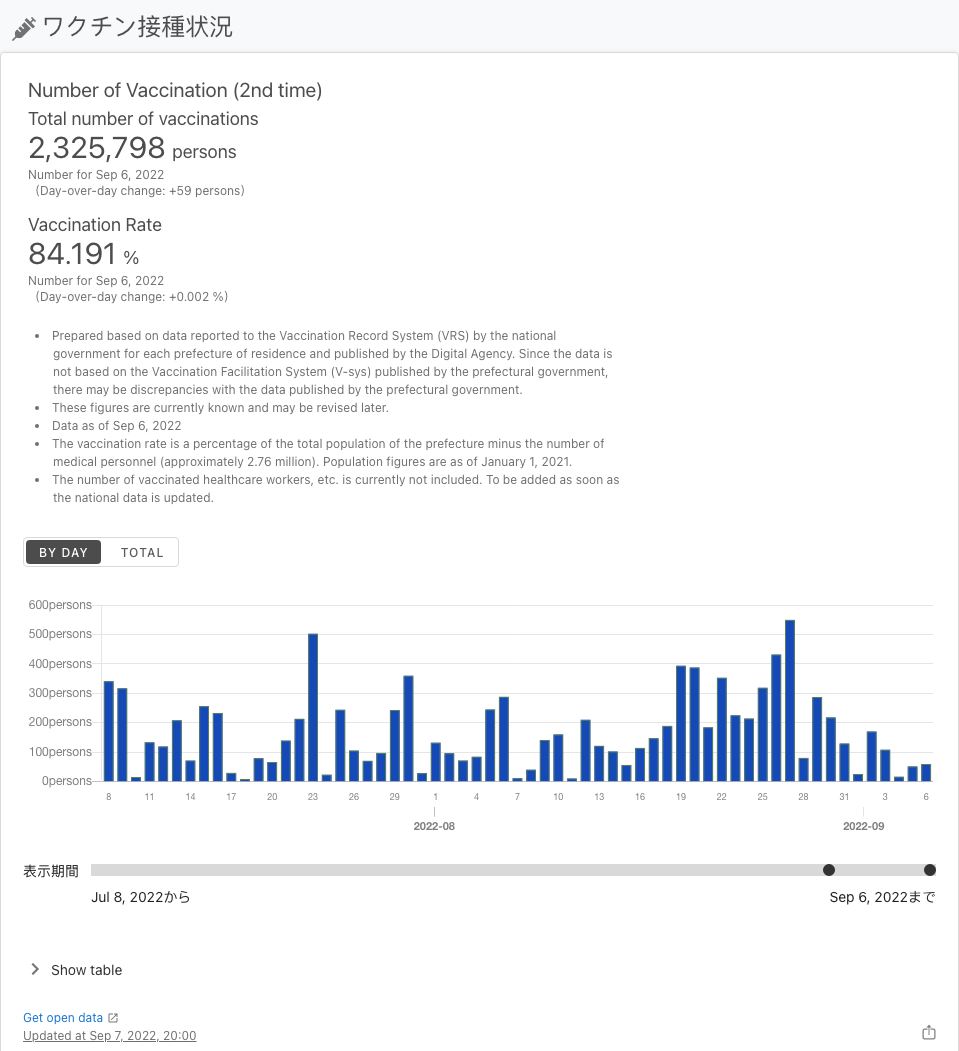 ワクチン接種状況
Number of Vaccination (2nd time)
Total number of vaccinations
2,325,798 persons
Number for Sep 6, 2022
(Day-over-day change: +59 persons)
Vaccination Rate
84.191 %
Number for Sep 6, 2022
(Day-over-day change: +0.002 %)
• Prepared based on data reported to the Vaccination Record System (VRS) by the national
government for each prefecture of residence and published by the Digital Agency. Since the data is
not based on the Vaccination Facilitation System (V-sys) published by the prefectural government,
there may be discrepancies with the data published by the prefectural government.
• These figures are currently known and may be revised later.
• Data as of Sep 6, 2022
• The vaccination rate is a percentage of the total population of the prefecture minus the number of
medical personnel (approximately 2.76 million). Population figures are as of January 1, 2021.
• The number of vaccinated healthcare workers, etc. is currently not included. To be added as soon as
the national data is updated.
BY DAY TOTAL
600persons
500persons
400persons
300persons
200persons
100persons
0persons
8 11 14 17 20 23 26 29 1 4 7 10 13 16 19 22 25 28 31 3 6
2022-08 2022-09
表示期間
Jul 8, 2022から Sep 6, 2022まで
Show table
Get open data
Updated at Sep 7, 2022, 20:00